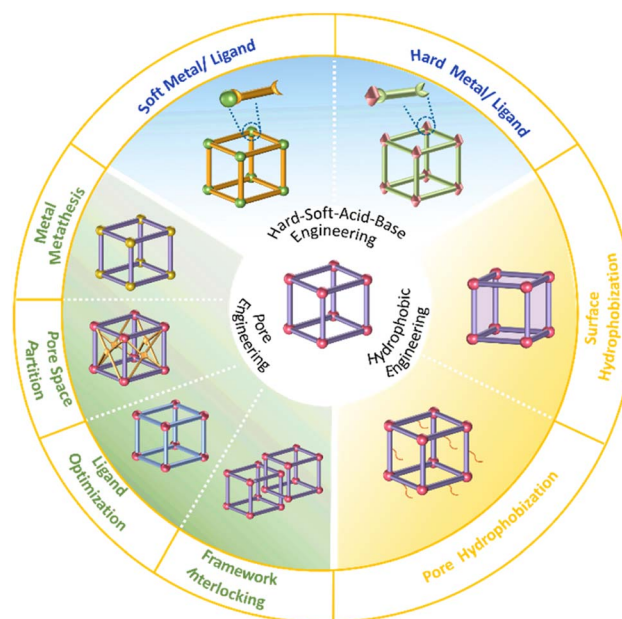 Soft Metal/ Ligand
Hard Metal/ Ligand
Metal
Metathesis
Hard-Soft-Acid-Base
Engineering
Pore
Engineering
Hydrophobic
Engineering
Surface
Hydrophobization
Pore Space
Partition
Ligand
Optimization
Framework
Interlocking
Pore Hydrophobization